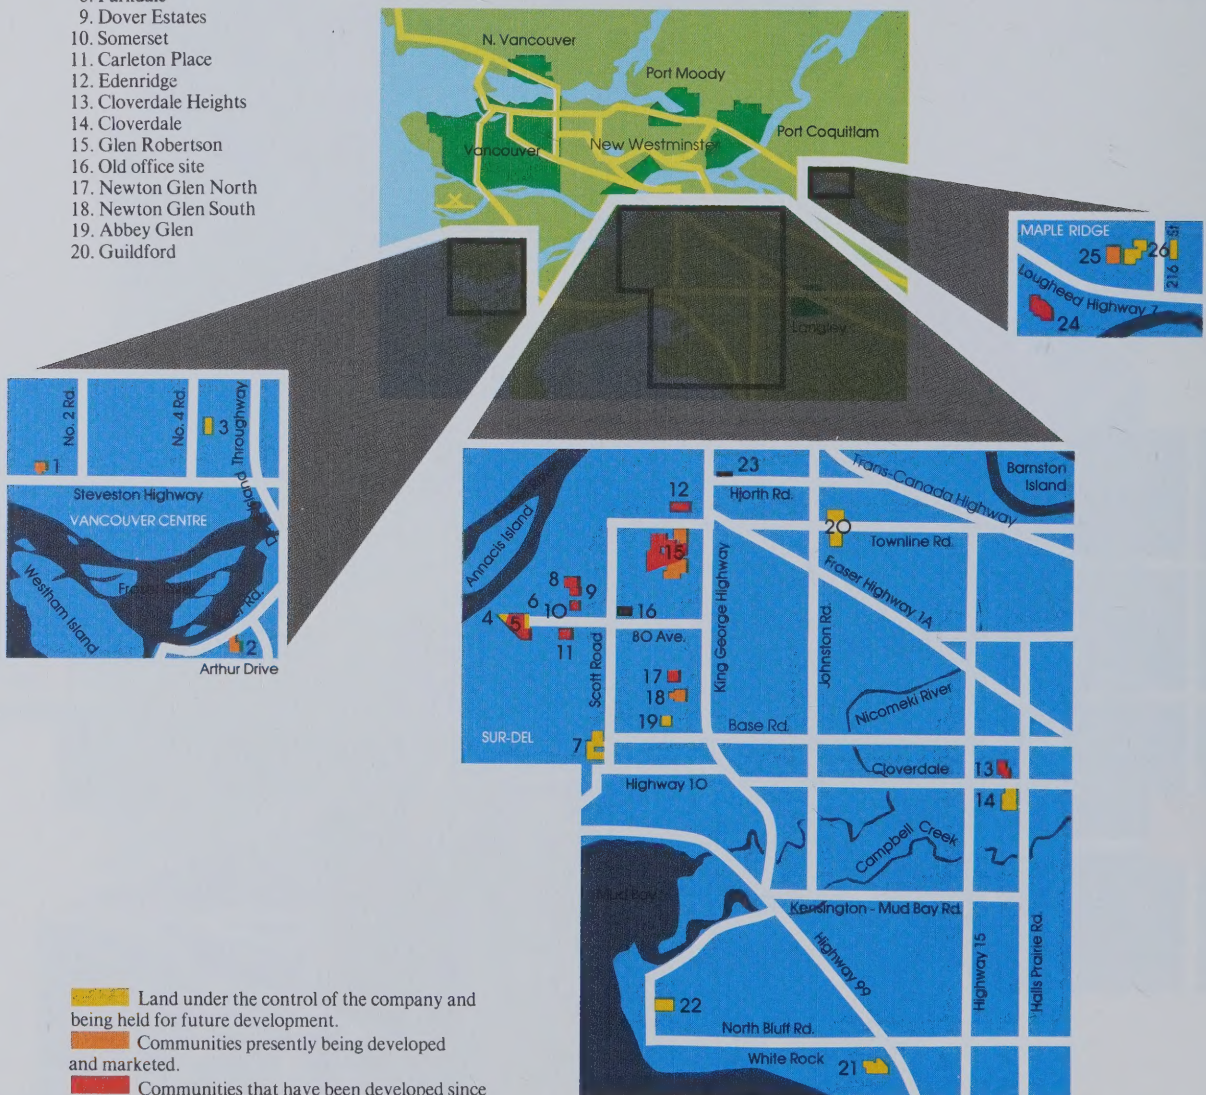 9. Dover Estates
10. Somerset
11. Carleton Place
12. Edenridge
13. Cloverdale Heights
14. Cloverdale
15. Glen Robertson
16. Old office site
17. Newton Glen North
18. Newton Glen South
19. Abbey Glen
20. Guildford
N. Vancouver
Port Moody
Port Coquitlam
Vancouver
New Westminster
Langley
MAPLE RIDGE
25
26
216 St
Lougheed Highway 7
24
No. 2 Rd.
No. 4 Rd.
3
Throughway
1
Steveston Highway
Island
VANCOUVER CENTRE
Westham Island
Fraser River
Rd.
2
Arthur Drive
23
Trans-Canada Highway
Barnston
Island
12
Hjorth Rd.
Annacis Island
20
Townline Rd.
15
8
9
6
10
16
4
5
80 Ave.
11
Scott Road
King George Highway
Johnston Rd.
Fraser Highway 1A
17
18
19
Nicomeki River
Base Rd.
SUR-DEL
7
Cloverdale
13
Highway 10
14
Campbell Creek
Mud Bay
Kensington - Mud Bay Rd.
Highway 99
Highway 15
Halls Prairie Rd.
22
North Bluff Rd.
White Rock
21
Land under the control of the company and
being held for future development.
Communities presently being developed
and marketed.
Communities that have been developed since